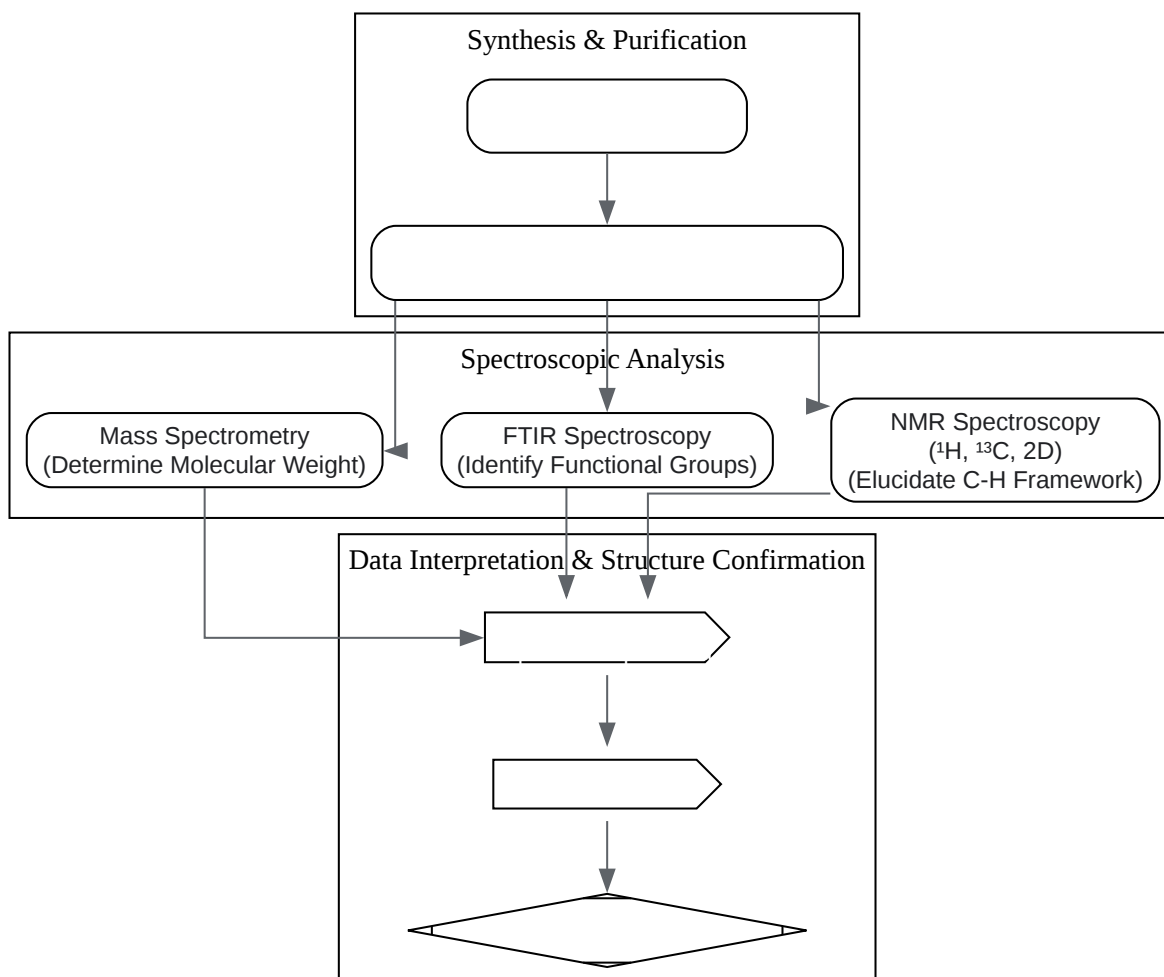 Synthesis & Purification
Spectroscopic Analysis
Mass Spectrometry
(Determine Molecular Weight)
FTIR Spectroscopy
(Identify Functional Groups)
NMR Spectroscopy
(¹H, ¹³C, 2D)
(Elucidate C-H Framework)
Data Interpretation & Structure Confirmation